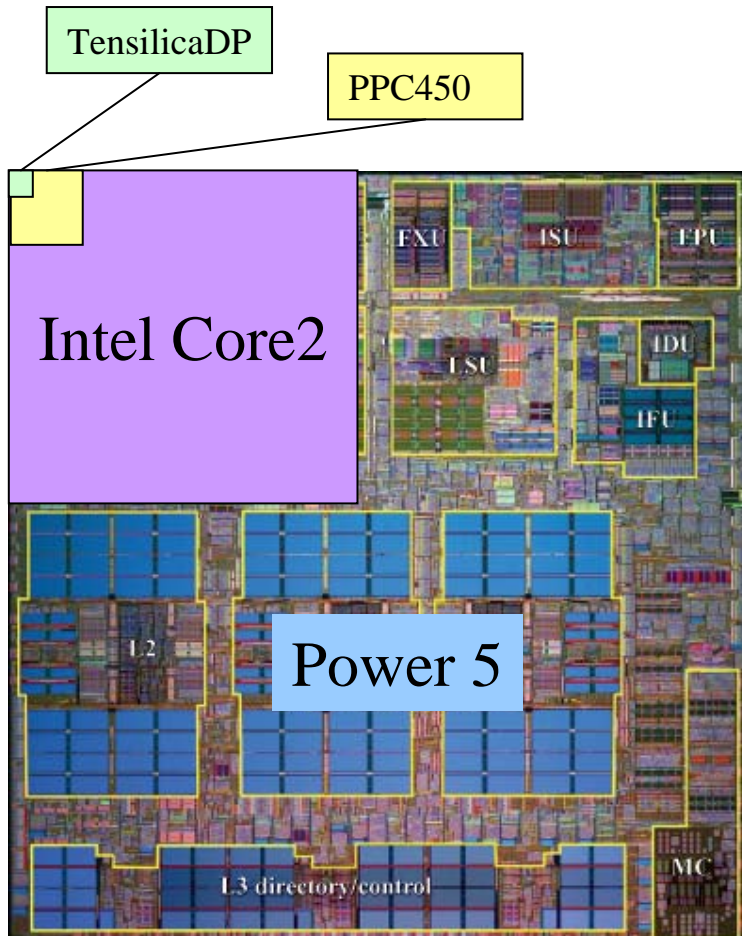 TensilicaDP
PPC450
FXU
ISU
FPU
Intel Core2
LSU
IDU
IFU
L2
Power 5
MC
L3 directory/control